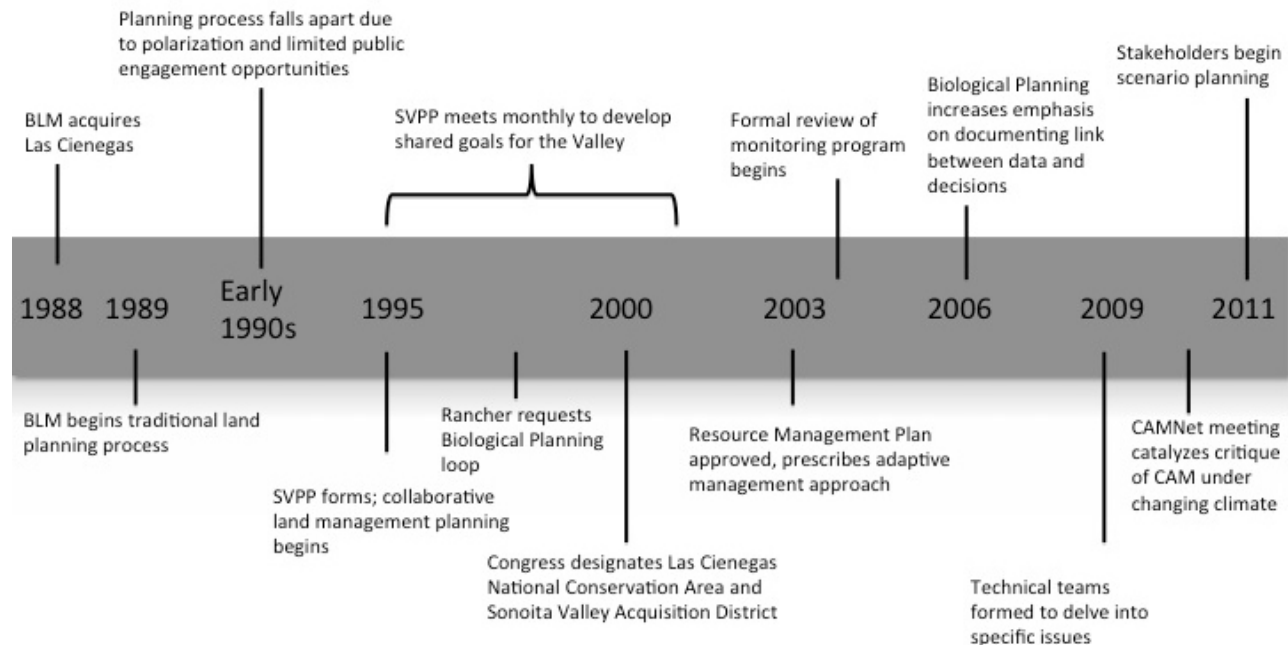 Planning process falls apart due
to polarization and limited public
engagement opportunities
BLM acquires
Las Cienegas
SVPP meets monthly to develop
shared goals for the Valley
Formal review of
monitoring program
begins
Biological Planning
increases emphasis
on documenting link
between data and
decisions
Stakeholders begin
scenario planning
1988
1989
Early
1990s
1995
2000
2003
2006
2009
2011
BLM begins traditional land
planning process
SVPP forms; collaborative
land management planning
begins
Rancher requests
Biological Planning
loop
Congress designates Las Cienegas
National Conservation Area and
Sonoita Valley Acquisition District
Resource Management Plan
approved, prescribes adaptive
management approach
Technical teams
formed to delve into
specific issues
CAMNet meeting
catalyzes critique
of CAM under
changing climate